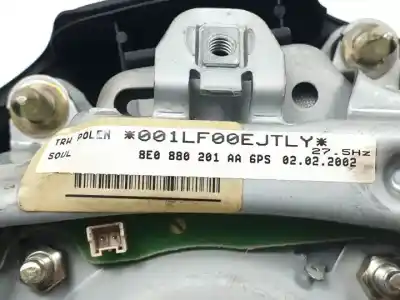 TRW POLEN *001LF00EJTLY*
SOUL 27.5Hz
8E0 880 201 AA 6PS 02.02.2002